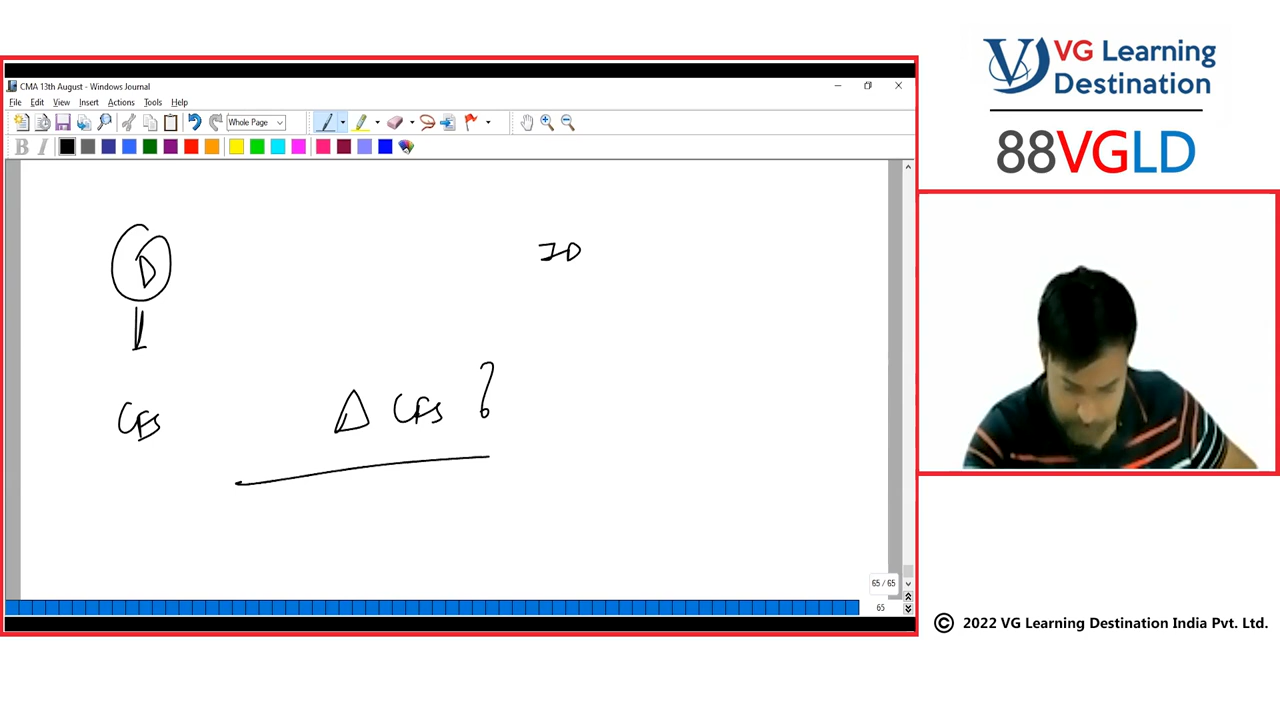 VG Learning
Destination
88VGLD
CMA 13th August - Windows Journal
File Edit View Insert Actions Tools Help
Whole Page
B I
D
ID
CFS
Δ CFS ?
65 / 65
65
© 2022 VG Learning Destination India Pvt. Ltd.